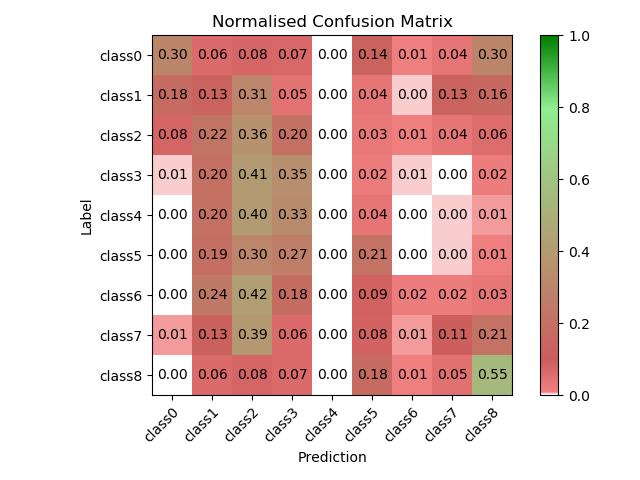 Normalised Confusion Matrix
class0 0.30 0.06 0.08 0.07 0.00 0.14 0.01 0.04 0.30
class1 0.18 0.13 0.31 0.05 0.00 0.04 0.00 0.13 0.16
class2 0.08 0.22 0.36 0.20 0.00 0.03 0.01 0.04 0.06
class3 0.01 0.20 0.41 0.35 0.00 0.02 0.01 0.00 0.02
class4 0.00 0.20 0.40 0.33 0.00 0.04 0.00 0.00 0.01
class5 0.00 0.19 0.30 0.27 0.00 0.21 0.00 0.00 0.01
class6 0.00 0.24 0.42 0.18 0.00 0.09 0.02 0.02 0.03
class7 0.01 0.13 0.39 0.06 0.00 0.08 0.01 0.11 0.21
class8 0.00 0.06 0.08 0.07 0.00 0.18 0.01 0.05 0.55
class0 class1 class2 class3 class4 class5 class6 class7 class8
Label
Prediction
1.0
0.8
0.6
0.4
0.2
0.0